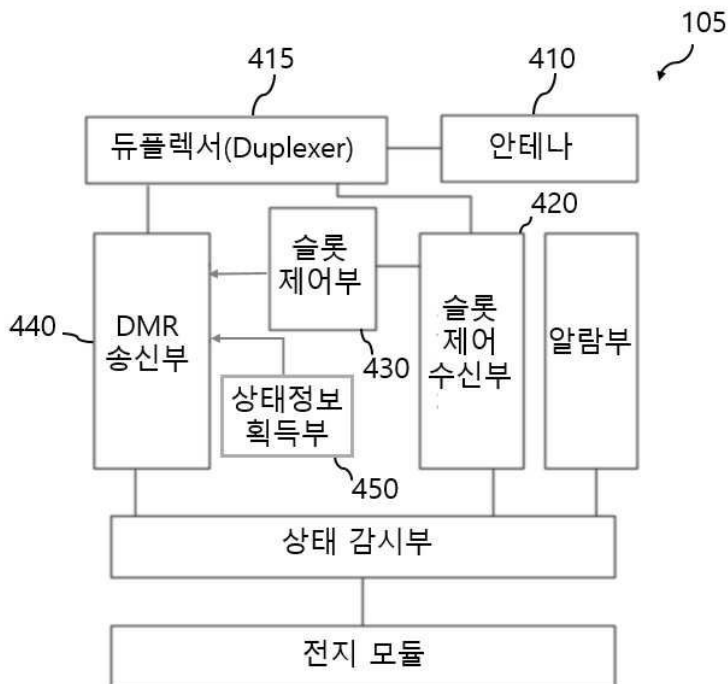 105
415
410
듀플렉서(Duplexer)
안테나
420
슬롯
제어부
430
440
DMR
송신부
슬롯
제어
수신부
알람부
상태정보
획득부
450
상태 감시부
전지 모듈